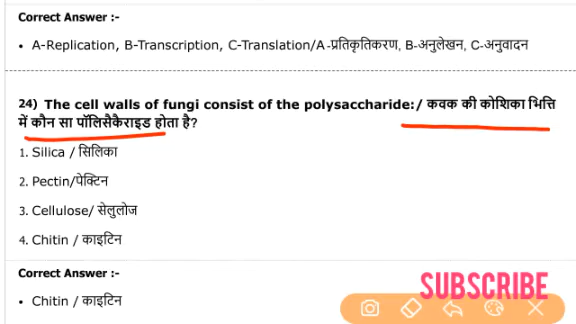 Correct Answer :-
• A-Replication, B-Transcription, C-Translation/A-प्रतिकृतिकरण, B-अनुलेखन, C-अनुवादन
24) The cell walls of fungi consist of the polysaccharide:/ कवक की कोशिका भित्ति
में कौन सा पॉलिसैकैराइड होता है?
1. Silica / सिलिका
2. Pectin/पेक्टिन
3. Cellulose/ सेलुलोज
4. Chitin / काइटिन
Correct Answer :-
• Chitin / काइटिन
SUBSCRIBE